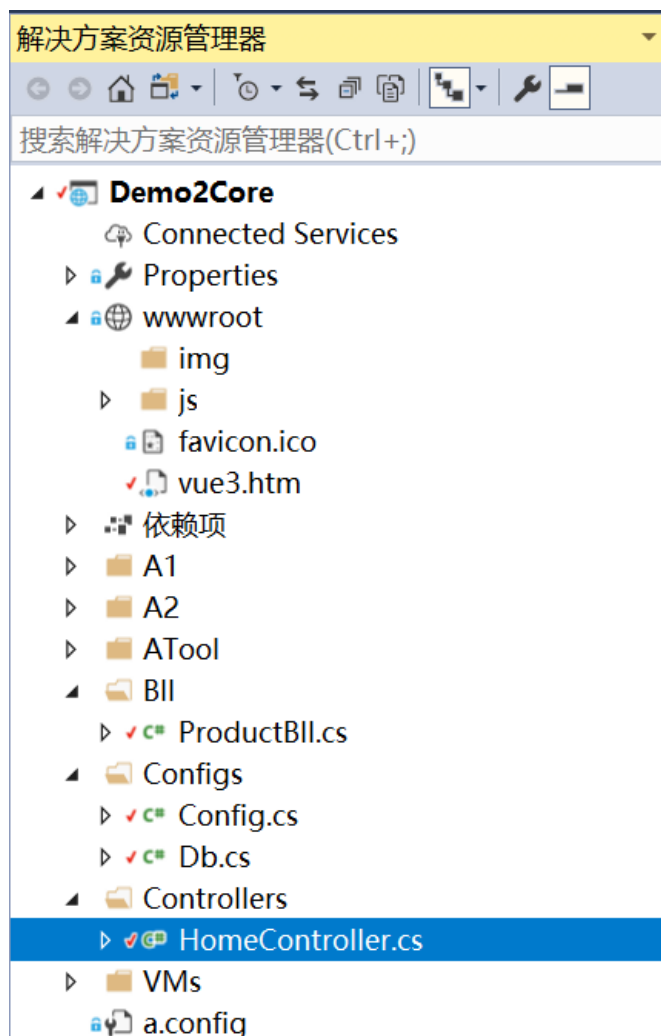 解决方案资源管理器
搜索解决方案资源管理器(Ctrl+;)
Demo2Core
Connected Services
Properties
wwwroot
img
js
favicon.ico
vue3.htm
依赖项
A1
A2
ATool
Bll
C# ProductBll.cs
Configs
C# Config.cs
C# Db.cs
Controllers
C# HomeController.cs
VMs
a.config